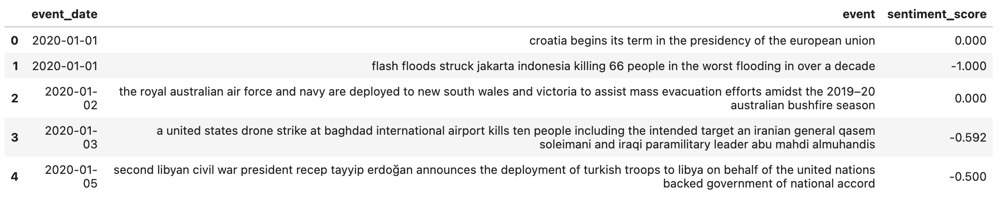 event_date event sentiment_score
0 2020-01-01 croatia begins its term in the presidency of the european union 0.000
1 2020-01-01 flash floods struck jakarta indonesia killing 66 people in the worst flooding in over a decade -1.000
2 2020-01- the royal australian air force and navy are deployed to new south wales and victoria to assist mass evacuation efforts amidst the 2019–20 0.000
02 australian bushfire season
3 2020-01- a united states drone strike at baghdad international airport kills ten people including the intended target an iranian general qasem -0.592
03 soleimani and iraqi paramilitary leader abu mahdi almuhandis
4 2020-01- second libyan civil war president recep tayyip erdoğan announces the deployment of turkish troops to libya on behalf of the united nations -0.500
05 backed government of national accord